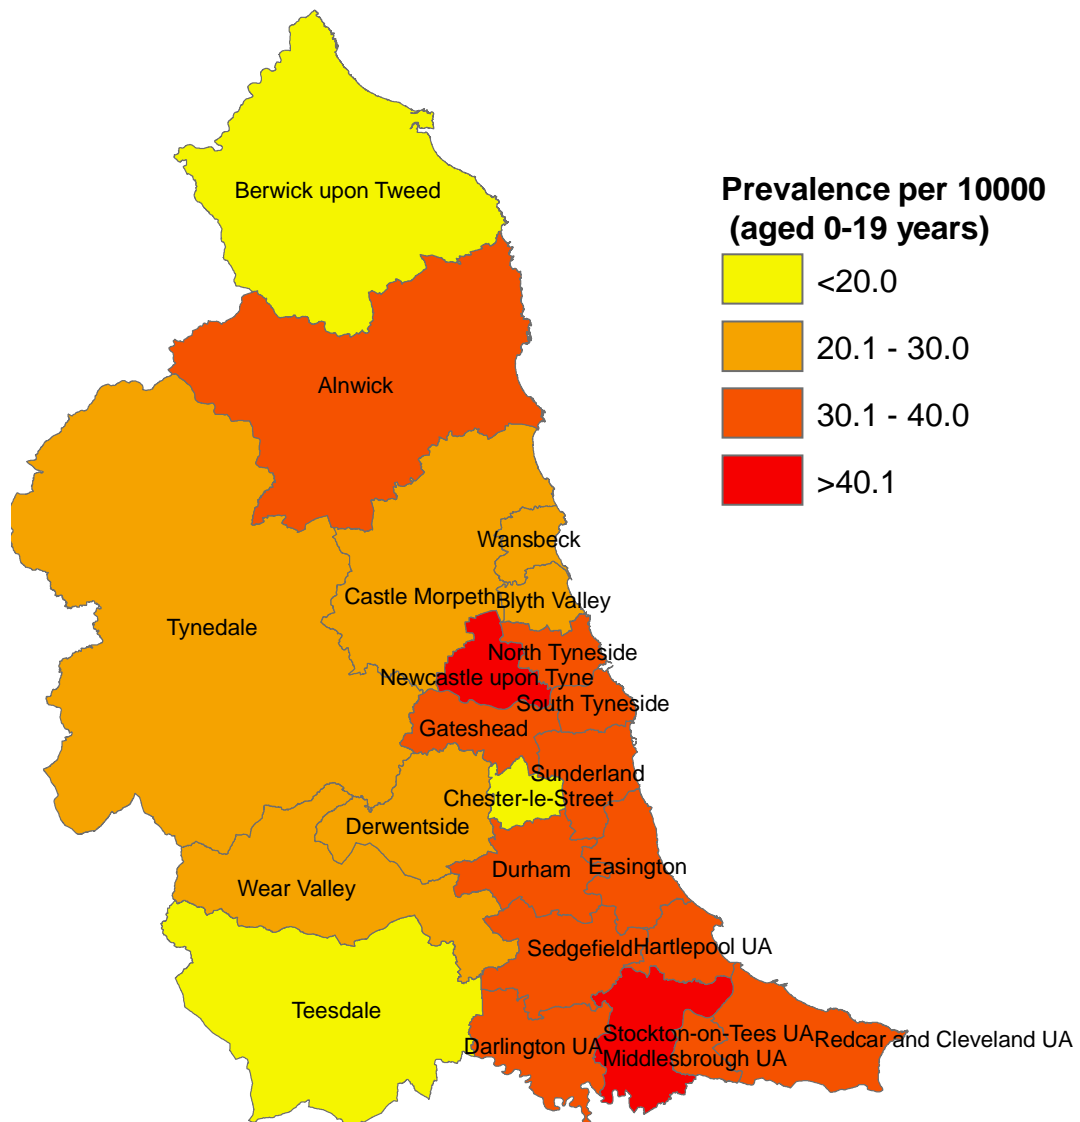 Prevalence per 10000
(aged 0-19 years)
<20.0
20.1 - 30.0
30.1 - 40.0
>40.1
Berwick upon Tweed
Alnwick
Wansbeck
Castle Morpeth
Blyth Valley
Tynedale
North Tyneside
Newcastle upon Tyne
South Tyneside
Gateshead
Sunderland
Chester-le-Street
Derwentside
Durham
Easington
Wear Valley
Sedgefield
Hartlepool UA
Teesdale
Stockton-on-Tees UA
Redcar and Cleveland UA
Darlington UA
Middlesbrough UA